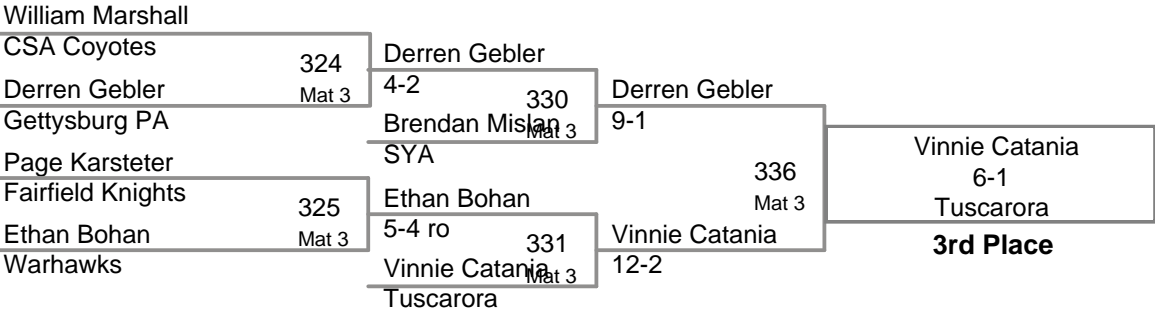 William Marshall
CSA Coyotes
324
Mat 3
Derren Gebler
Gettysburg PA
Page Karsteter
Fairfield Knights
325
Mat 3
Ethan Bohan
Warhawks
Derren Gebler
4-2
330
Mat 3
Brendan Mislan
SYA
Ethan Bohan
5-4 ro
331
Mat 3
Vinnie Catania
Tuscarora
Derren Gebler
9-1
336
Mat 3
Vinnie Catania
12-2
Vinnie Catania
6-1
Tuscarora
3rd Place